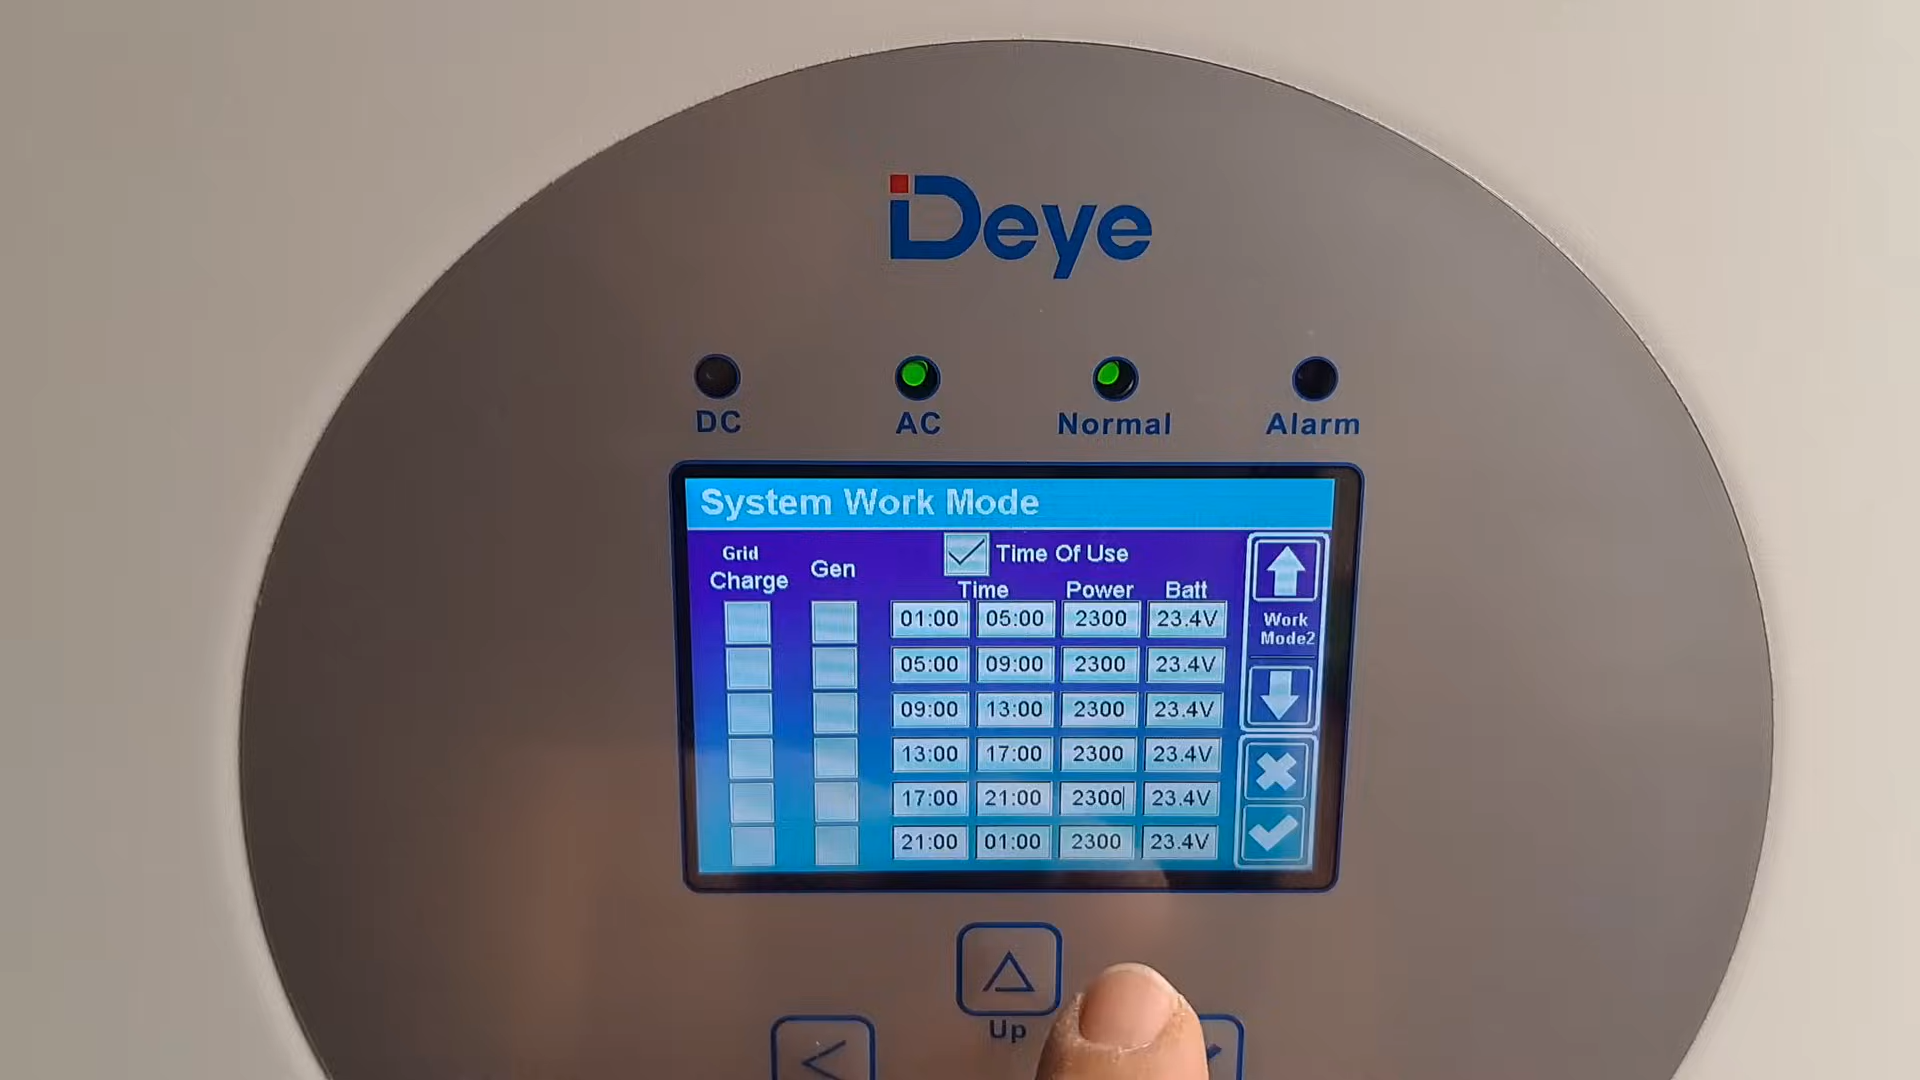 Deye
DC AC Normal Alarm
System Work Mode
Grid Charge Gen Time Of Use
Time Power Batt
01:00 05:00 2300 23.4V
Work Mode2
05:00 09:00 2300 23.4V
09:00 13:00 2300 23.4V
13:00 17:00 2300 23.4V
17:00 21:00 2300 23.4V
21:00 01:00 2300 23.4V
Up